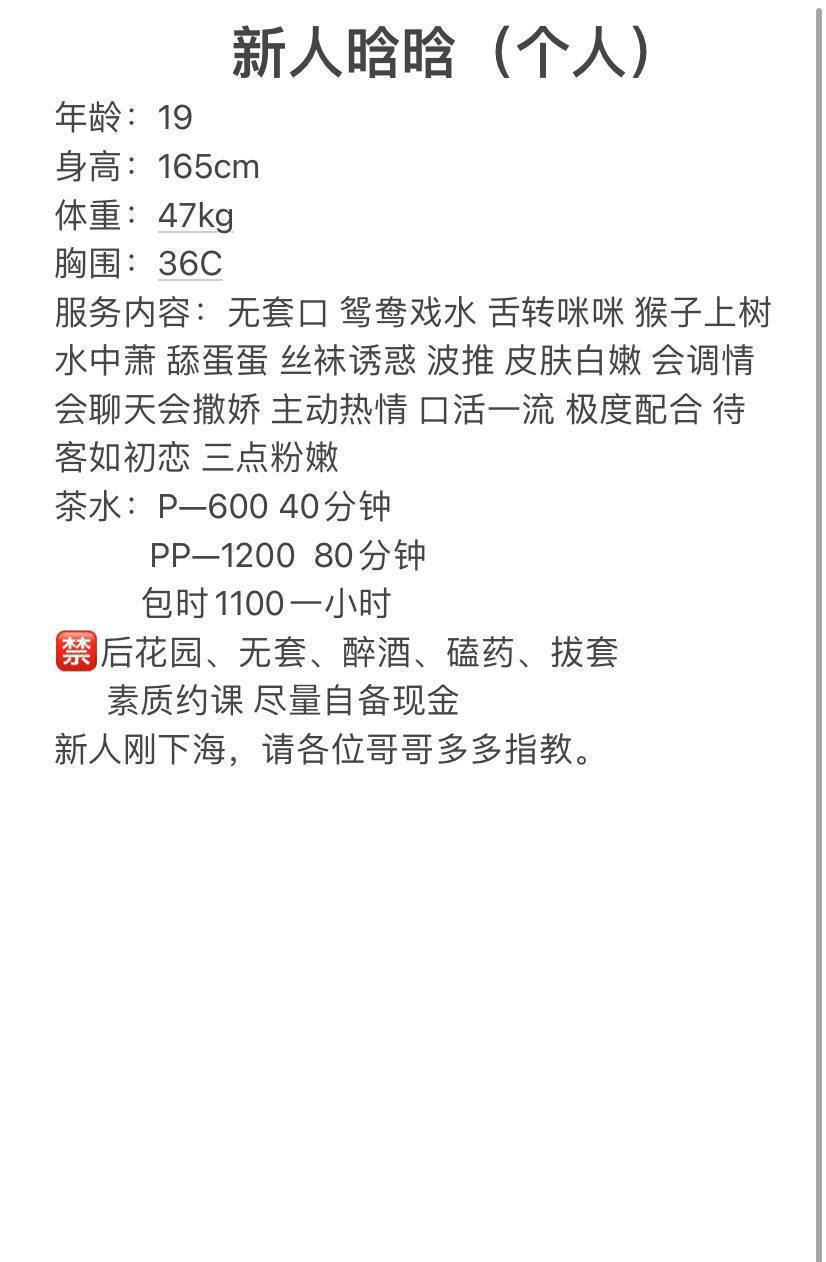 新人晗晗（个人）
年龄：19
身高：165cm
体重：47kg
胸围：36C
服务内容：无套口 鸳鸯戏水 舌转咪咪 猴子上树
水中萧 舔蛋蛋 丝袜诱惑 波推 皮肤白嫩 会调情
会聊天会撒娇 主动热情 口活一流 极度配合 待
客如初恋 三点粉嫩
茶水：P—600 40分钟
PP—1200 80分钟
包时1100一小时
🈲后花园、无套、醉酒、磕药、拔套
素质约课 尽量自备现金
新人刚下海，请各位哥哥多多指教。